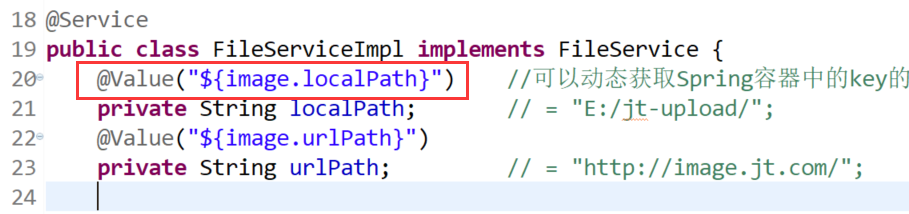 18 @Service
19 public class FileServiceImpl implements FileService {
20 @Value("${image.localPath}") //可以动态获取Spring容器中的key的
21 private String localPath; // = "E:/jt-upload/";
22 @Value("${image.urlPath}")
23 private String urlPath; // = "http://image.jt.com/";
24